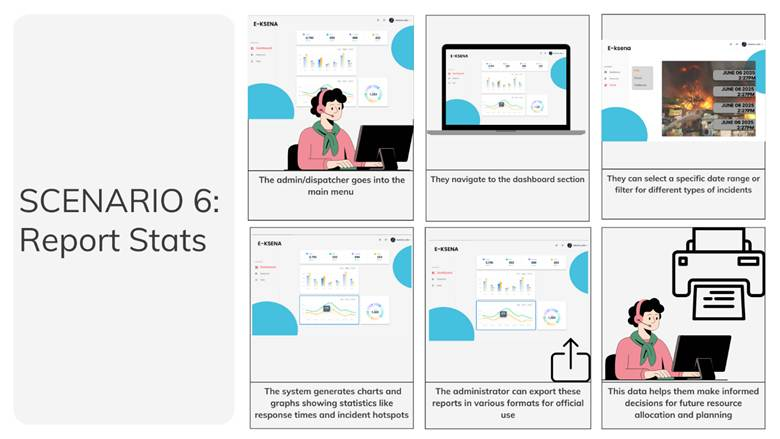 SCENARIO 6:
Report Stats
E-KSENA
Dashboard
The admin/dispatcher goes into the
main menu
E-KSENA
They navigate to the dashboard section
E-ksena
JUNE 06 2025
2:27PM
JUNE 06 2025
2:27PM
JUNE 06 2025
2:27PM
JUNE 06 2025
2:27PM
They can select a specific date range or
filter for different types of incidents
E-KSENA
Dashboard
The system generates charts and
graphs showing statistics like
response times and incident hotspots
E-KSENA
Dashboard
The administrator can export these
reports in various formats for official
use
This data helps them make informed
decisions for future resource
allocation and planning